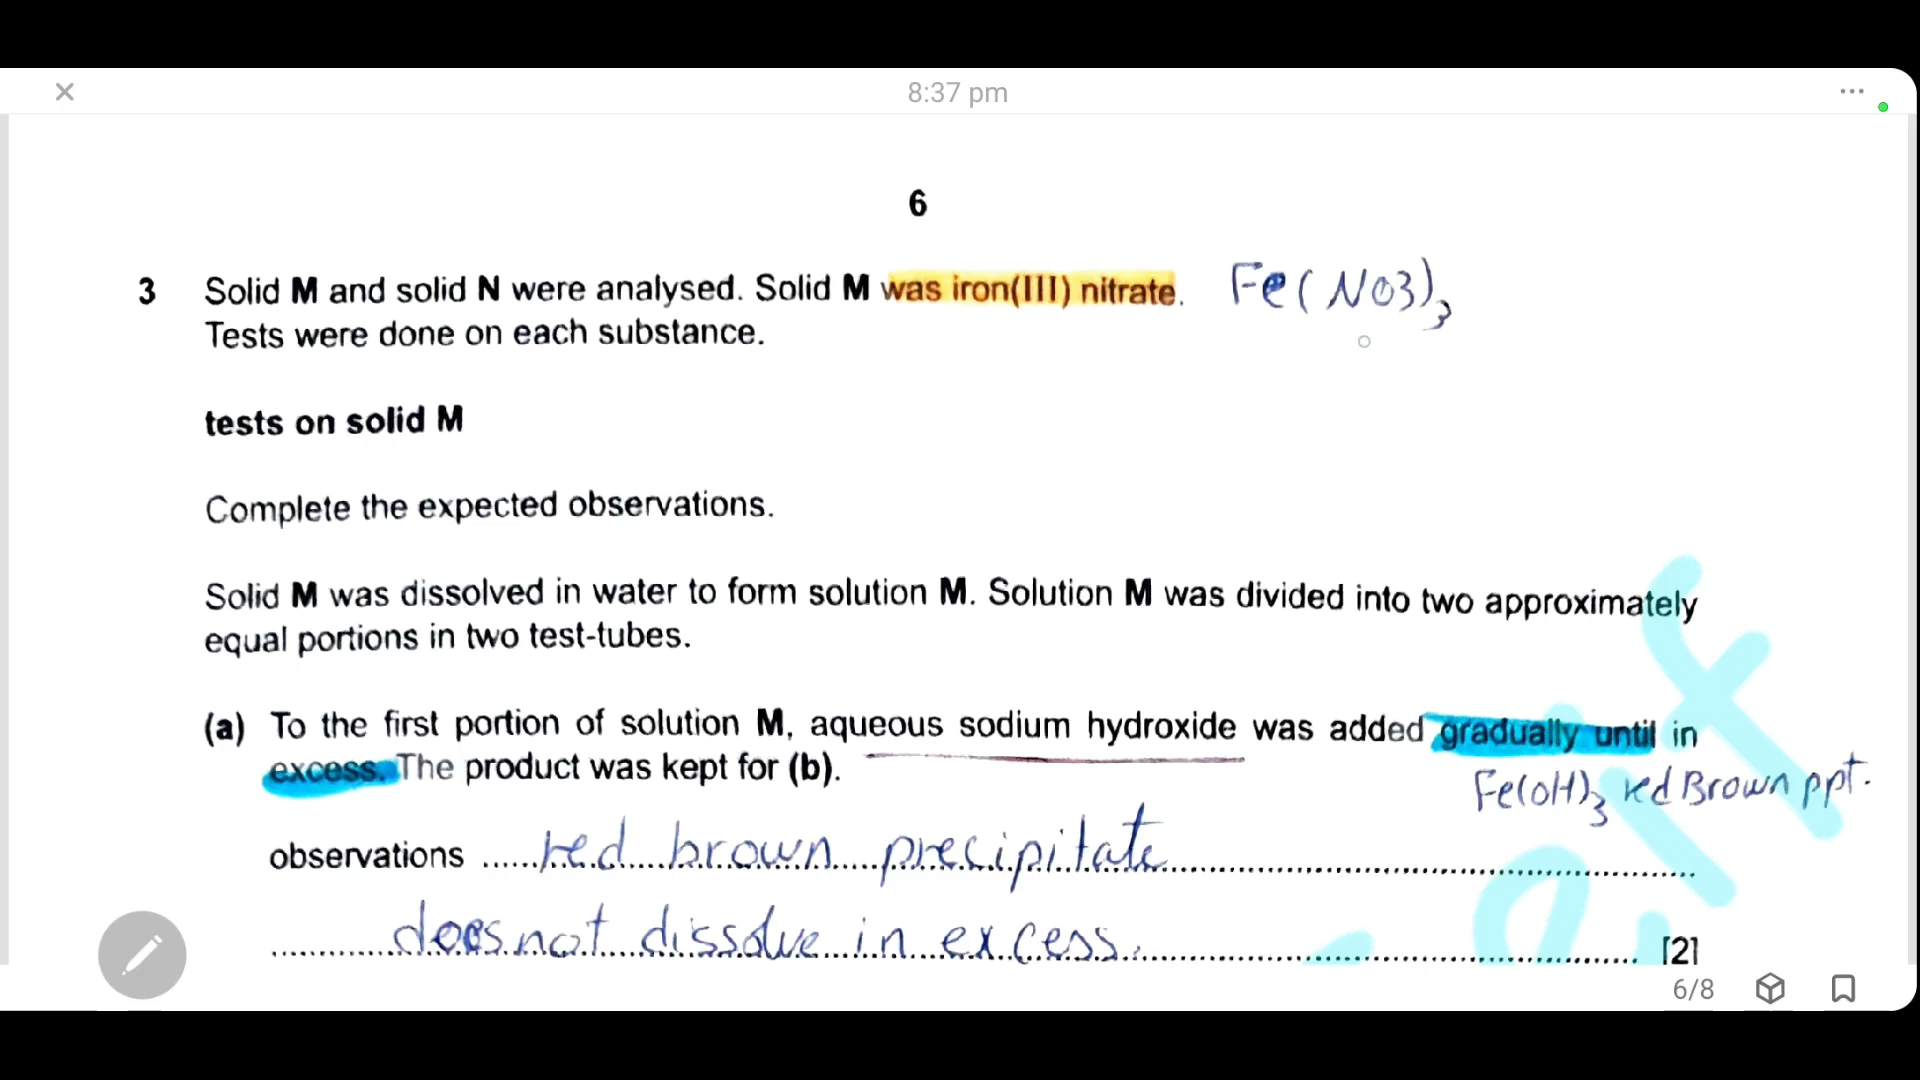 8:37 pm
6
3 Solid M and solid N were analysed. Solid M was iron(III) nitrate. Fe(NO3)3
Tests were done on each substance.
tests on solid M
Complete the expected observations.
Solid M was dissolved in water to form solution M. Solution M was divided into two approximately
equal portions in two test-tubes.
(a) To the first portion of solution M, aqueous sodium hydroxide was added gradually until in
excess. The product was kept for (b).
Fe(OH)3 red Brown ppt.
observations ......red brown precipitate......
......does not dissolve in excess....... [2]
6/8